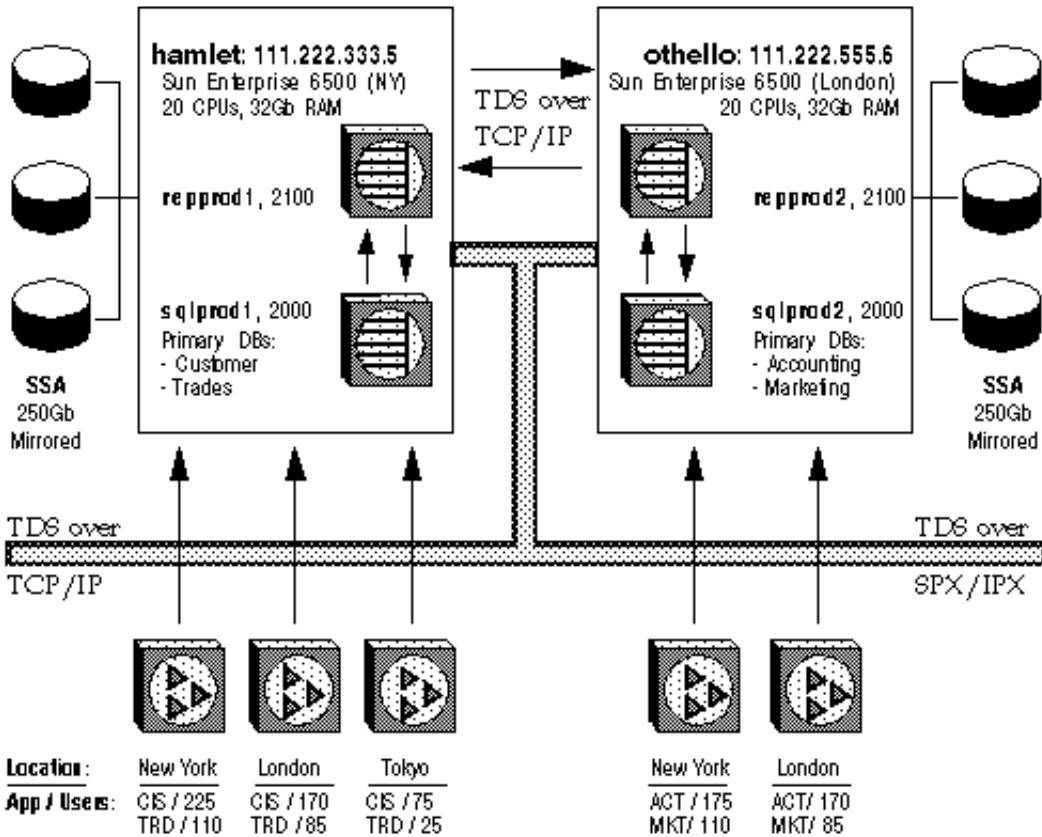 hamlet: 111.222.333.5
Sun Enterprise 6500 (NY)
20 CPUs, 32Gb RAM
repprod1, 2100
sqlprod1, 2000
Primary DBs:
- Customer
- Trades
SSA
250Gb
Mirrored
TDS over
TCP/IP
othello: 111.222.555.6
Sun Enterprise 6500 (London)
20 CPUs, 32Gb RAM
repprod2, 2100
sqlprod2, 2000
Primary DBs:
- Accounting
- Marketing
SSA
250Gb
Mirrored
TDS over
TCP/IP
TDS over
SPX/IPX
Location: New York London Tokyo New York London
App / Users: CIS / 225 CIS / 170 CIS / 75 ACT / 175 ACT/ 170
TRD / 110 TRD / 85 TRD / 25 MKT/ 110 MKT/ 85